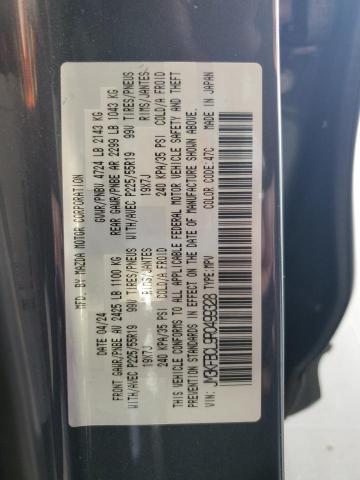 MFD. BY MAZDA MOTOR CORPORATION
04/24 GVWR/PNBV 4724 LB 2143 KG
FRONT GAWR/PNBE AV 2425 LB 1100 KG REAR GAWR/PNBE AR 2299 LB 1043 KG
WITH/AVEC P225/55R19 99V TIRES/PNEUS WITH/AVEC P225/55R19 99V TIRES/PNEUS
19X7J RIMS/JANTES 19X7J RIMS/JANTES
240 KPA/35 PSI COLD/A FROID 240 KPA/35 PSI COLD/A FROID
THIS VEHICLE CONFORMS TO ALL APPLICABLE FEDERAL MOTOR VEHICLE SAFETY AND THEFT
PREVENTION STANDARDS IN EFFECT ON THE DATE OF MANUFACTURE SHOWN ABOVE.
TYPE:MPV
COLOR CODE:47C MADE IN JAPAN